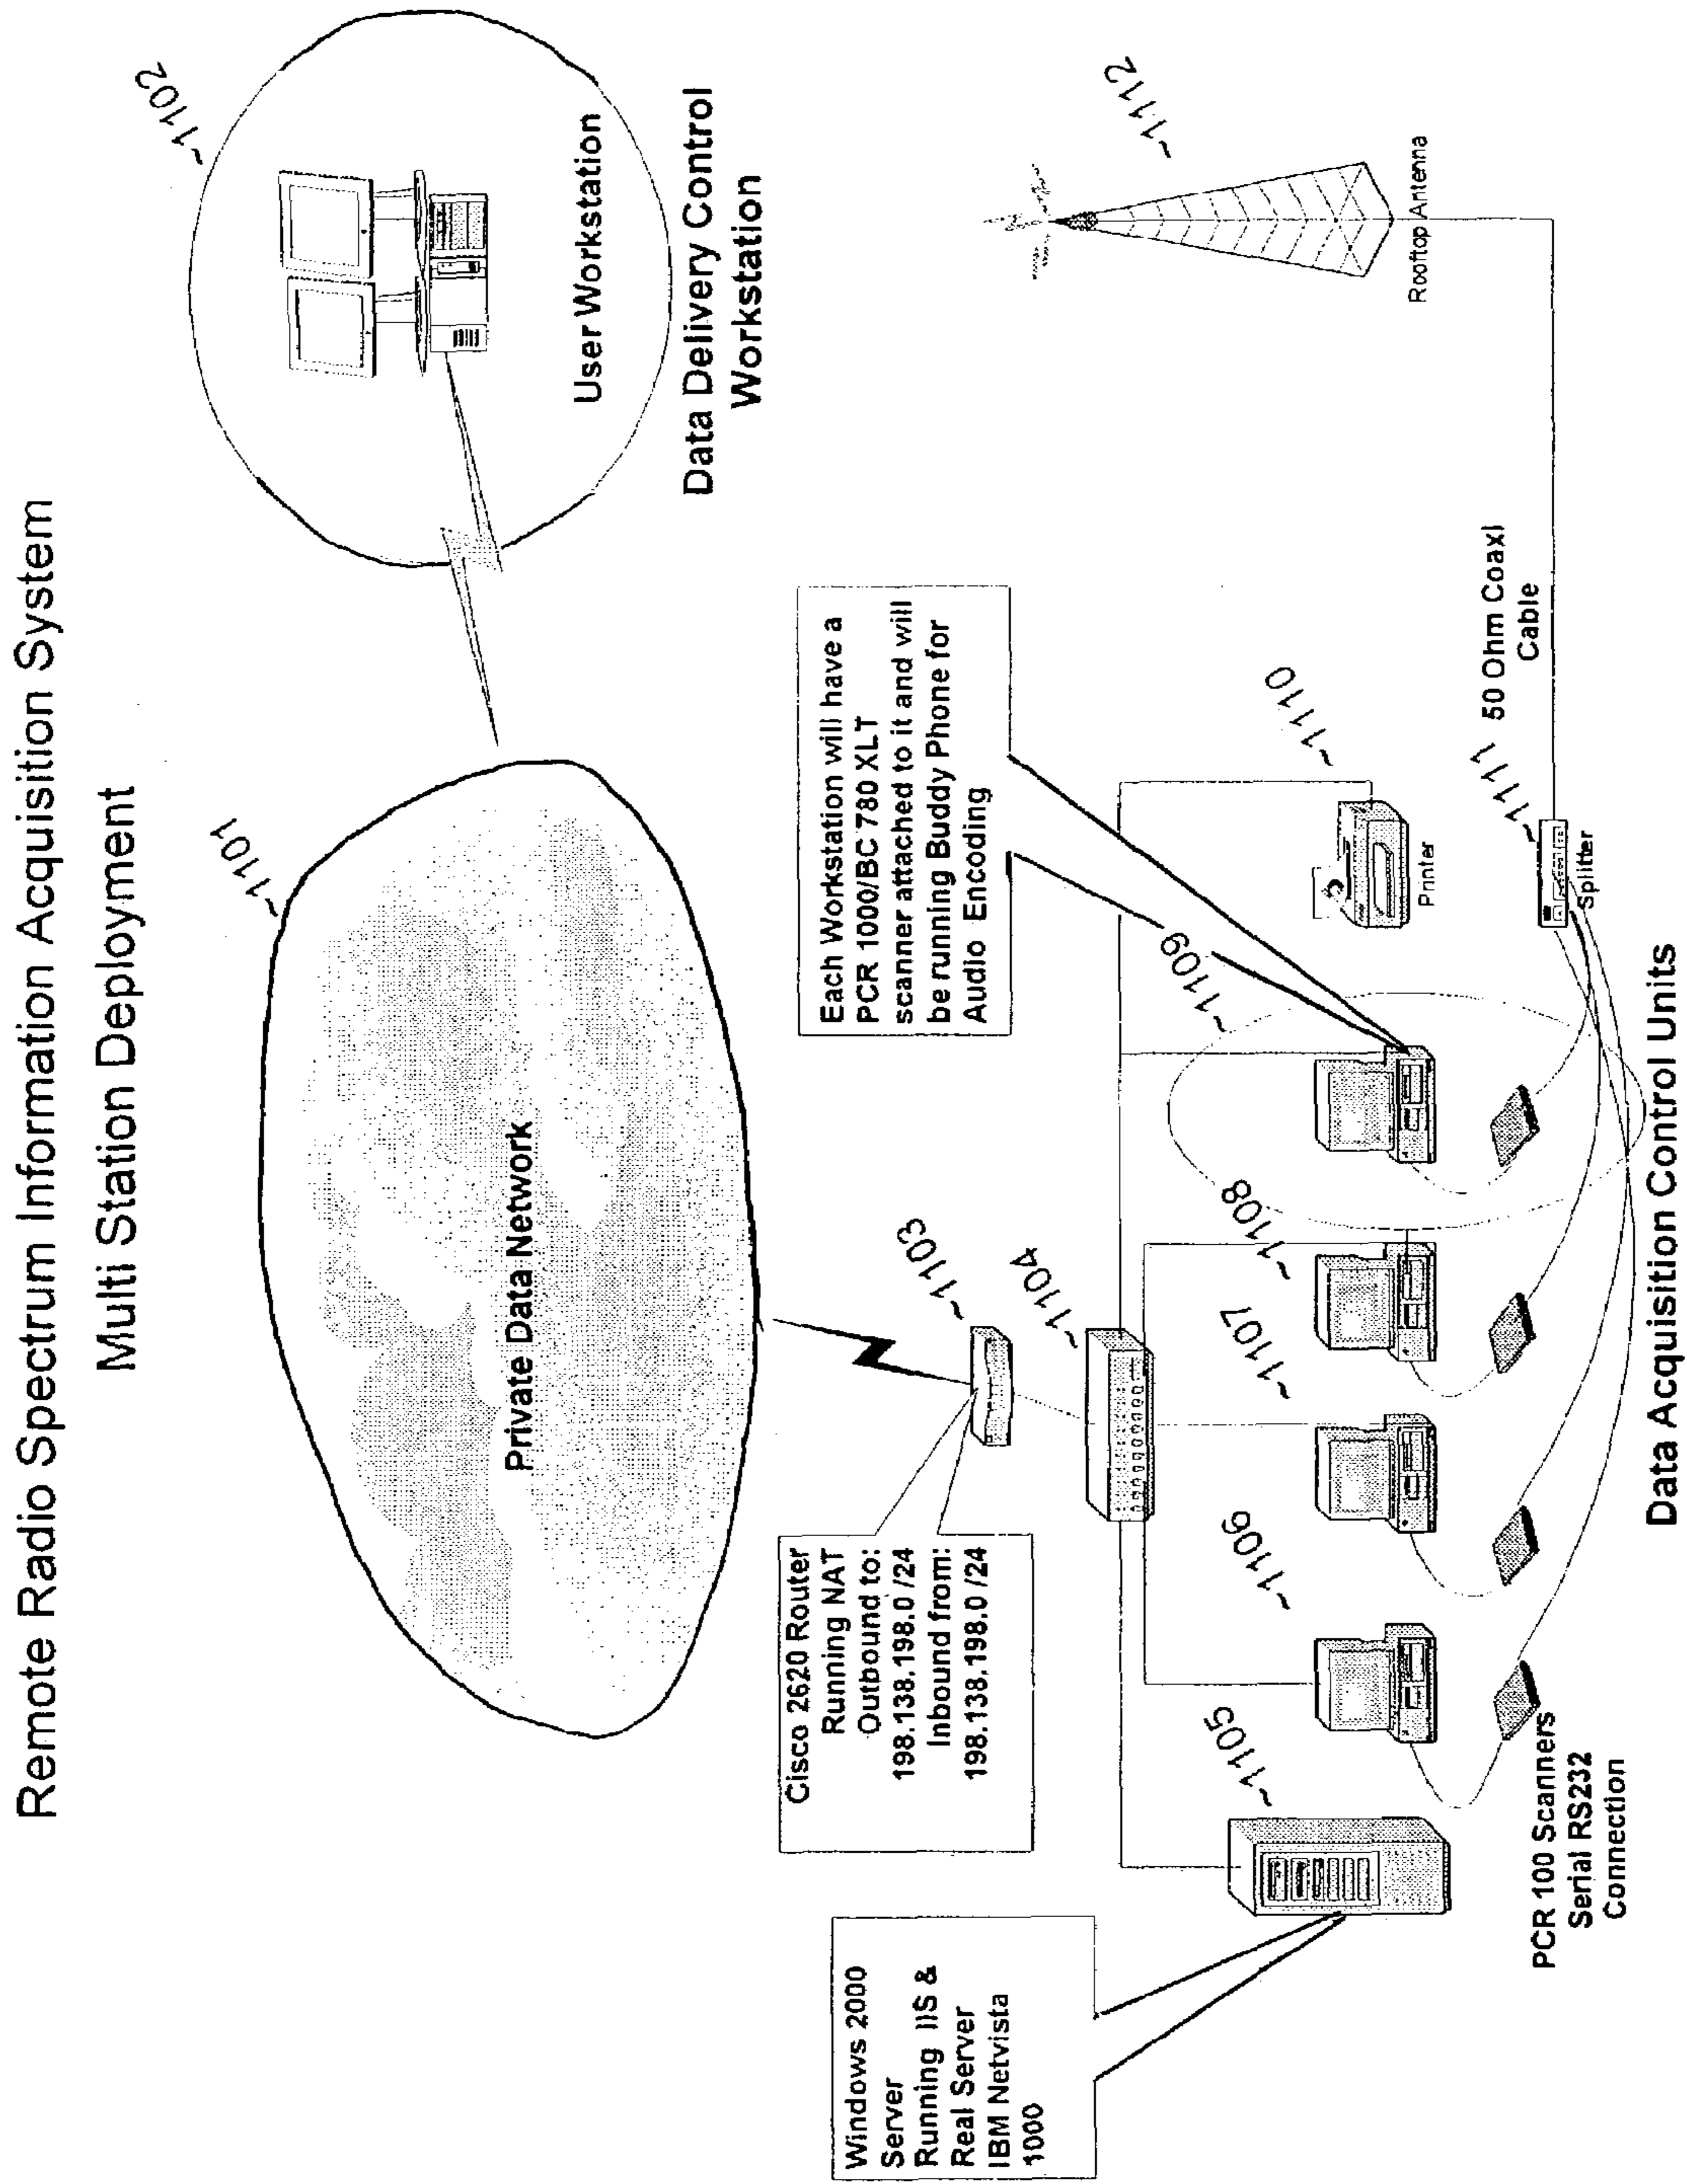 Remote Radio Spectrum Information Acquisition System
Multi Station Deployment
~1101
~1102
Private Data Network
User Workstation
Data Delivery Control
Workstation
Cisco 2620 Router
Running NAT
Outbound to:
198.138.198.0 /24
Inbound from:
198.138.198.0 /24
~1103
~1104
Each Workstation will have a
PCR 1000/BC 780 XLT
scanner attached to it and will
be running Buddy Phone for
Audio Encoding
Windows 2000
Server
Running IIS &
Real Server
IBM Netvista
1000
~1105
~1106
~1107
~1108
~1109
~1110
Printer
~1111
50 Ohm Coaxl
Cable
Splitter
~1112
Rooftop Antenna
PCR 100 Scanners
Serial RS232
Connection
Data Acquisition Control Units